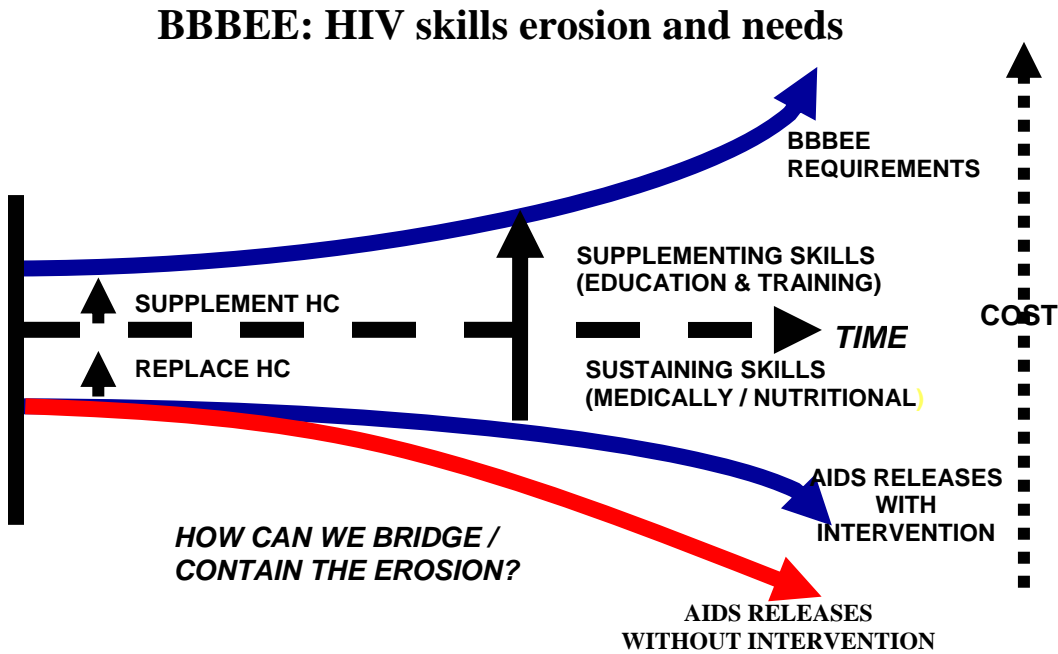 BBBEE: HIV skills erosion and needs
BBBEE
REQUIREMENTS
SUPPLEMENTING SKILLS
(EDUCATION & TRAINING)
SUPPLEMENT HC
COST
TIME
REPLACE HC
SUSTAINING SKILLS
(MEDICALLY / NUTRITIONAL)
AIDS RELEASES
WITH
INTERVENTION
HOW CAN WE BRIDGE /
CONTAIN THE EROSION?
AIDS RELEASES
WITHOUT INTERVENTION